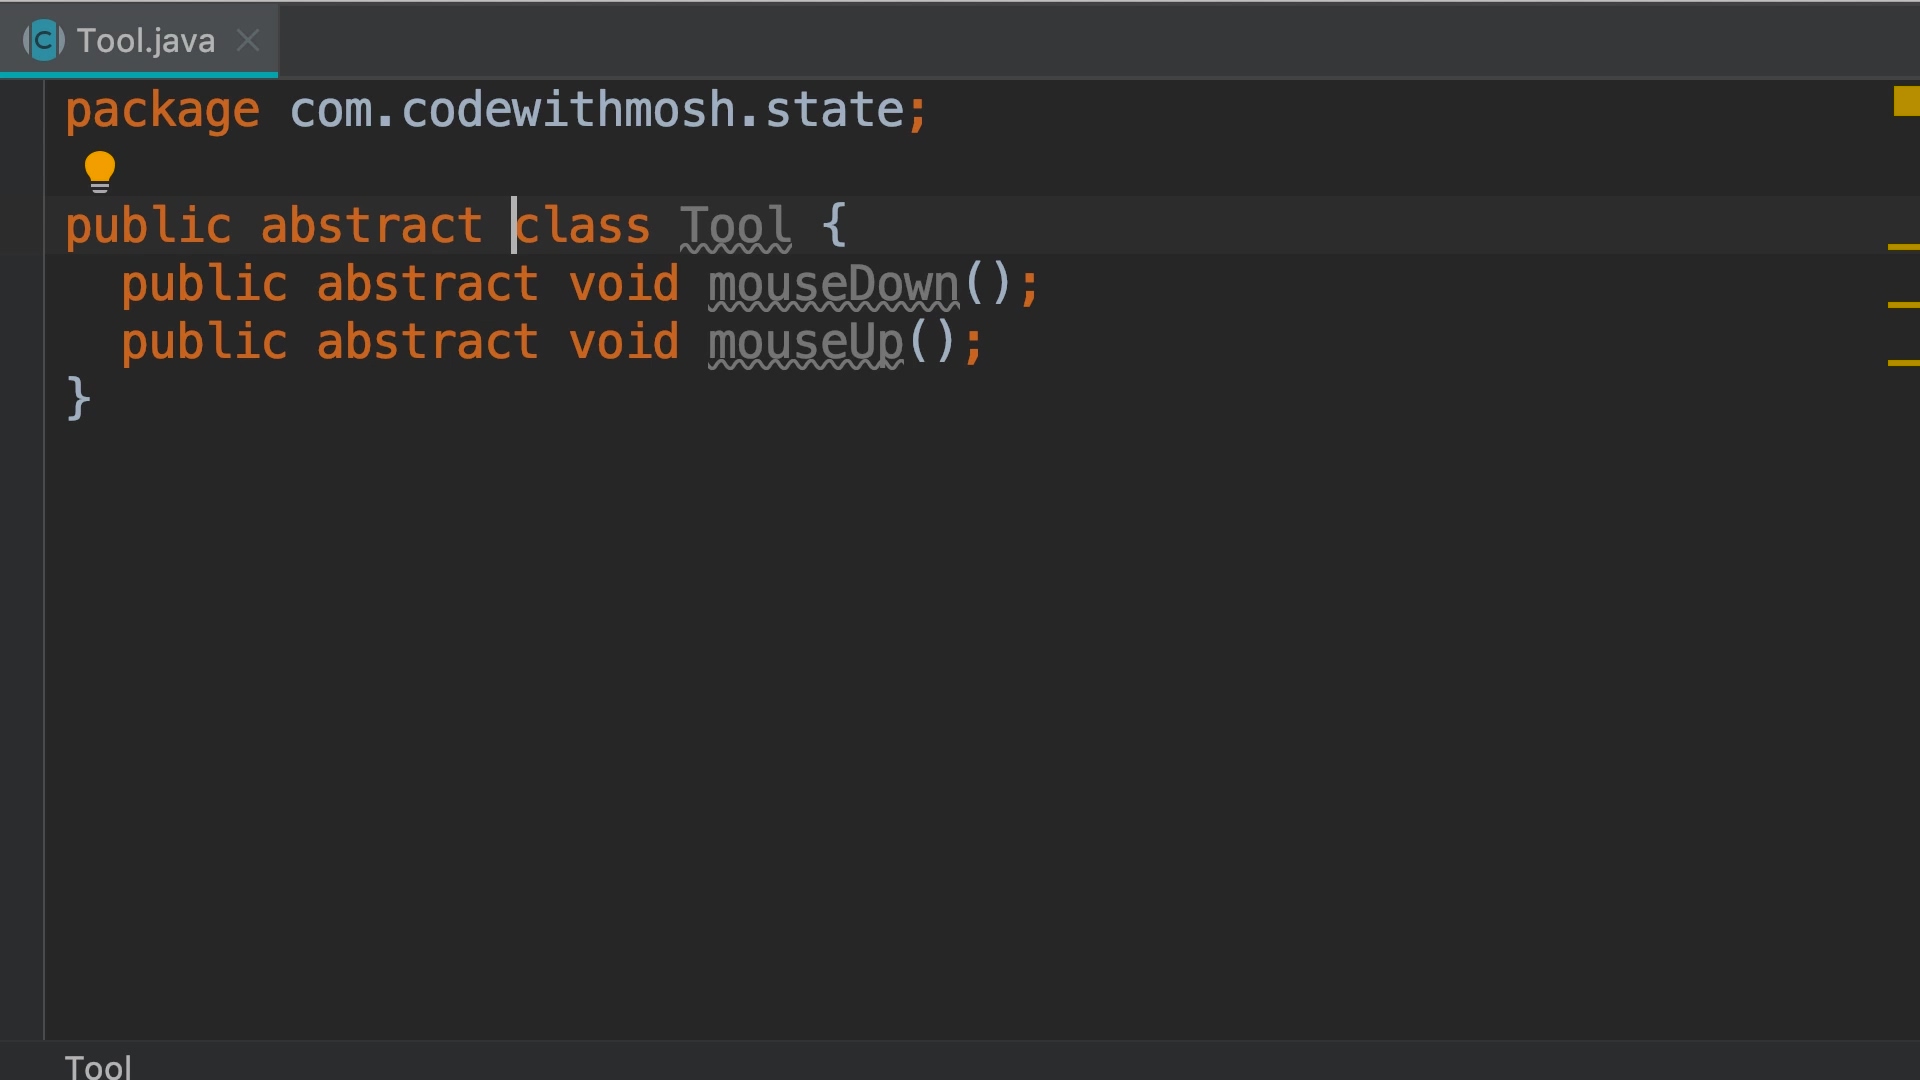 Tool.java
package com.codewithmosh.state;
public abstract class Tool {
public abstract void mouseDown();
public abstract void mouseUp();
}
Tool